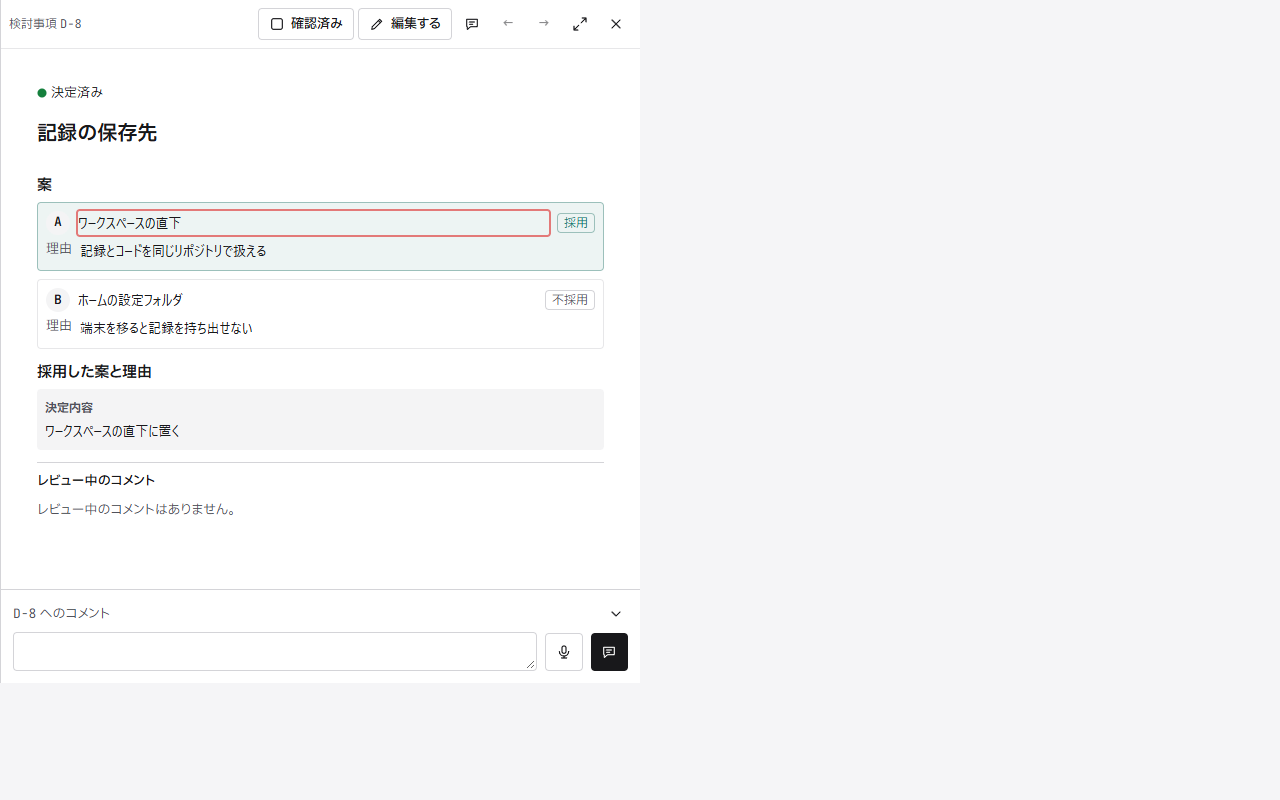 検討事項 D-8
確認済み
編集する
決定済み
記録の保存先
案
A ワークスペースの直下 採用
理由 記録とコードを同じリポジトリで扱える
B ホームの設定フォルダ 不採用
理由 端末を移ると記録を持ち出せない
採用した案と理由
決定内容
ワークスペースの直下に置く
レビュー中のコメント
レビュー中のコメントはありません。
D-8 へのコメント